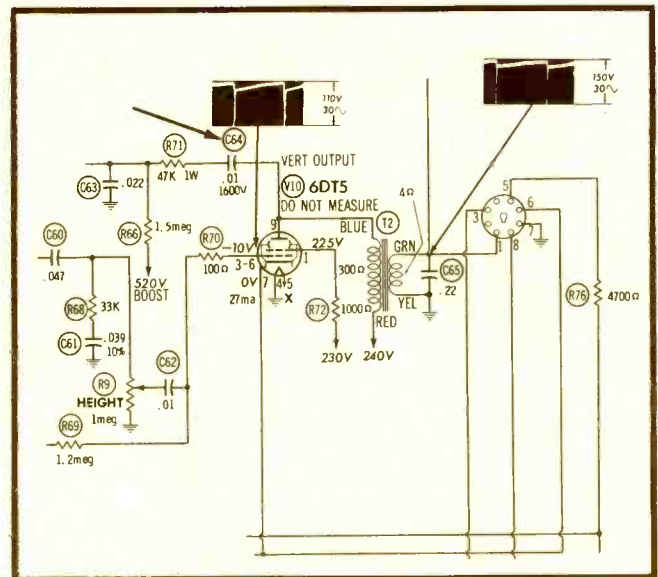 110V
30~
150V
30~
C64
R71
.01
1600V
VERT OUTPUT
47K 1W
C63
.022
V10 6DT5
DO NOT MEASURE
BLUE
T2
4Ω
5
3
6
7
1
8
C60
.047
R66
1.5meg
R70
100Ω
-10V
3-6
9
225V
1
0V
7
4+5
X
27ma
300Ω
GRN
C65
.22
YEL
R76
4700Ω
520V
BOOST
R68
33K
R72
1000Ω
RED
C61
.039
10%
230V
240V
R9
HEIGHT
1meg
C62
.01
R69
1.2meg